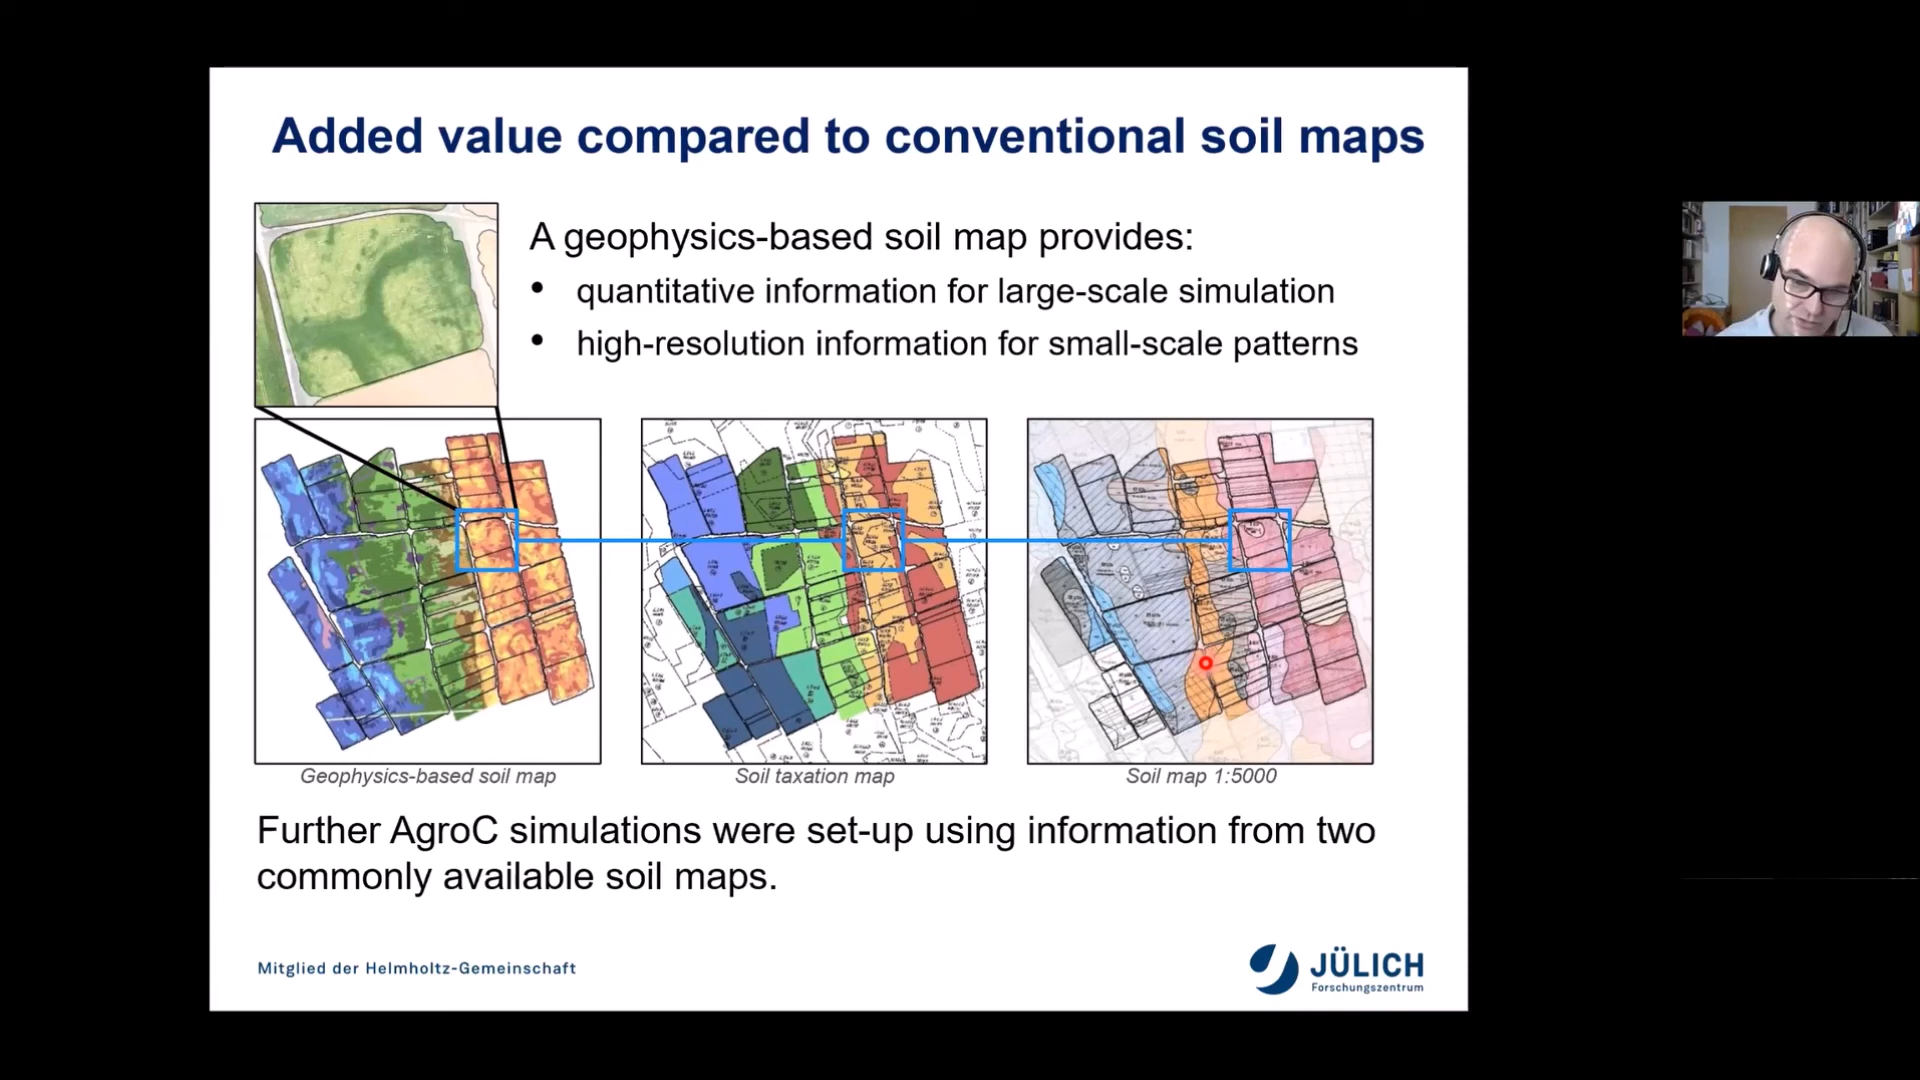 Added value compared to conventional soil maps
A geophysics-based soil map provides:
• quantitative information for large-scale simulation
• high-resolution information for small-scale patterns
Geophysics-based soil map
Soil taxation map
Soil map 1:5000
Further AgroC simulations were set-up using information from two
commonly available soil maps.
Mitglied der Helmholtz-Gemeinschaft
JÜLICH
Forschungszentrum